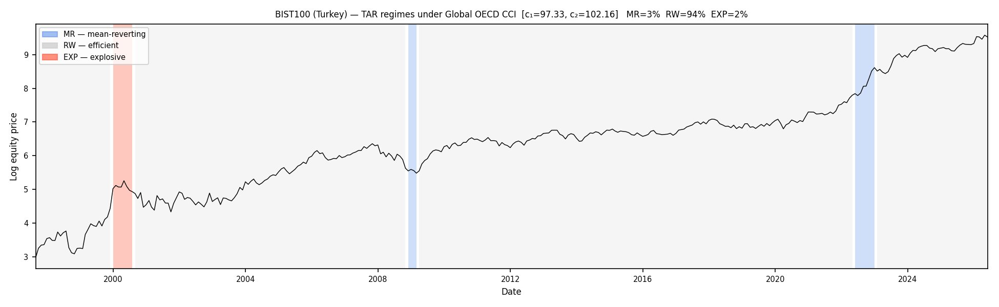 BIST100 (Turkey) — TAR regimes under Global OECD CCI  [c₁=97.33, c₂=102.16]   MR=3%  RW=94%  EXP=2%
MR — mean-reverting
RW — efficient
EXP — explosive
Log equity price
9
8
7
6
5
4
3
2000
2004
2008
2012
2016
2020
2024
Date